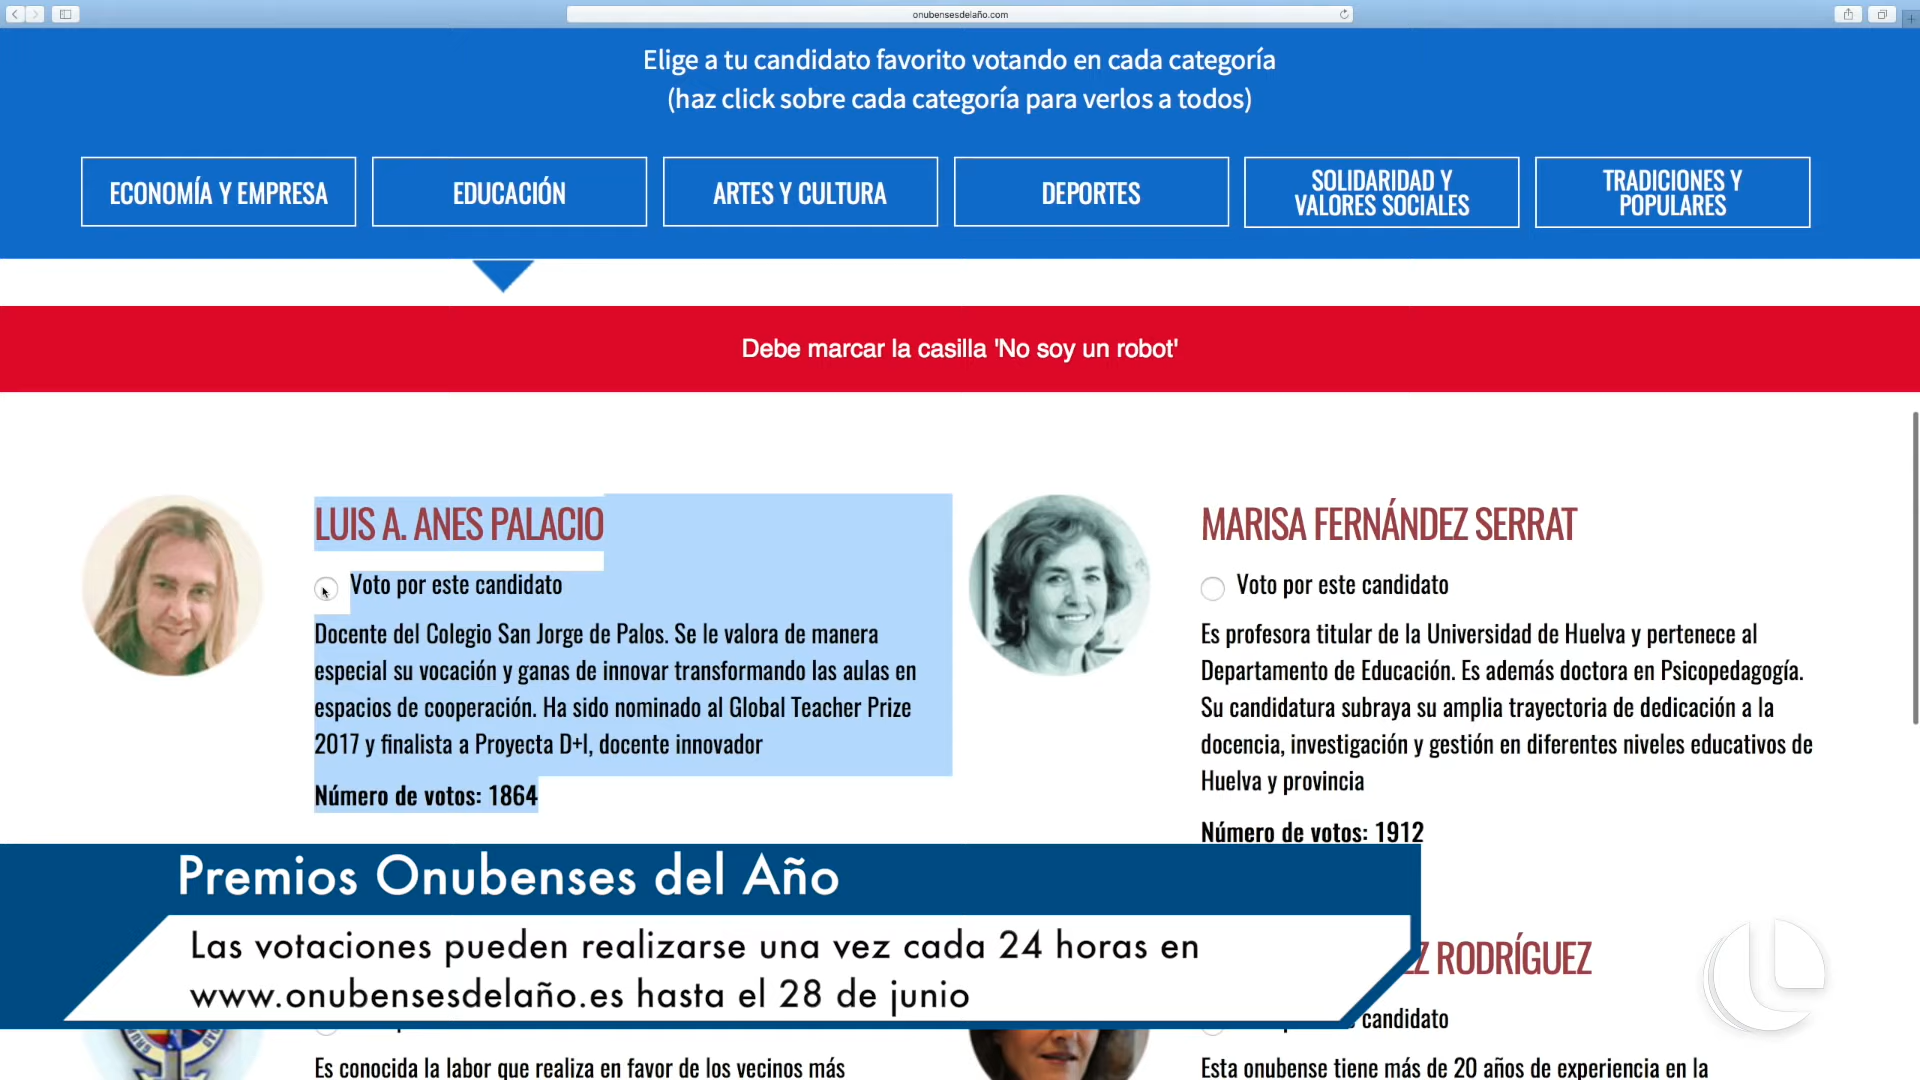 onubensesdelaño.com
Elige a tu candidato favorito votando en cada categoría
(haz click sobre cada categoría para verlos a todos)
ECONOMÍA Y EMPRESA
EDUCACIÓN
ARTES Y CULTURA
DEPORTES
SOLIDARIDAD Y
VALORES SOCIALES
TRADICIONES Y
POPULARES
Debe marcar la casilla 'No soy un robot'
LUIS A. ANES PALACIO
Voto por este candidato
Docente del Colegio San Jorge de Palos. Se le valora de manera
especial su vocación y ganas de innovar transformando las aulas en
espacios de cooperación. Ha sido nominado al Global Teacher Prize
2017 y finalista a Proyecta D+I, docente innovador
Número de votos: 1864
MARISA FERNÁNDEZ SERRAT
Voto por este candidato
Es profesora titular de la Universidad de Huelva y pertenece al
Departamento de Educación. Es además doctora en Psicopedagogía.
Su candidatura subraya su amplia trayectoria de dedicación a la
docencia, investigación y gestión en diferentes niveles educativos de
Huelva y provincia
Número de votos: 1912
Premios Onubenses del Año
Las votaciones pueden realizarse una vez cada 24 horas en
www.onubensesdelaño.es hasta el 28 de junio
RODRÍGUEZ
candidato
Es conocida la labor que realiza en favor de los vecinos más
Esta onubense tiene más de 20 años de experiencia en la